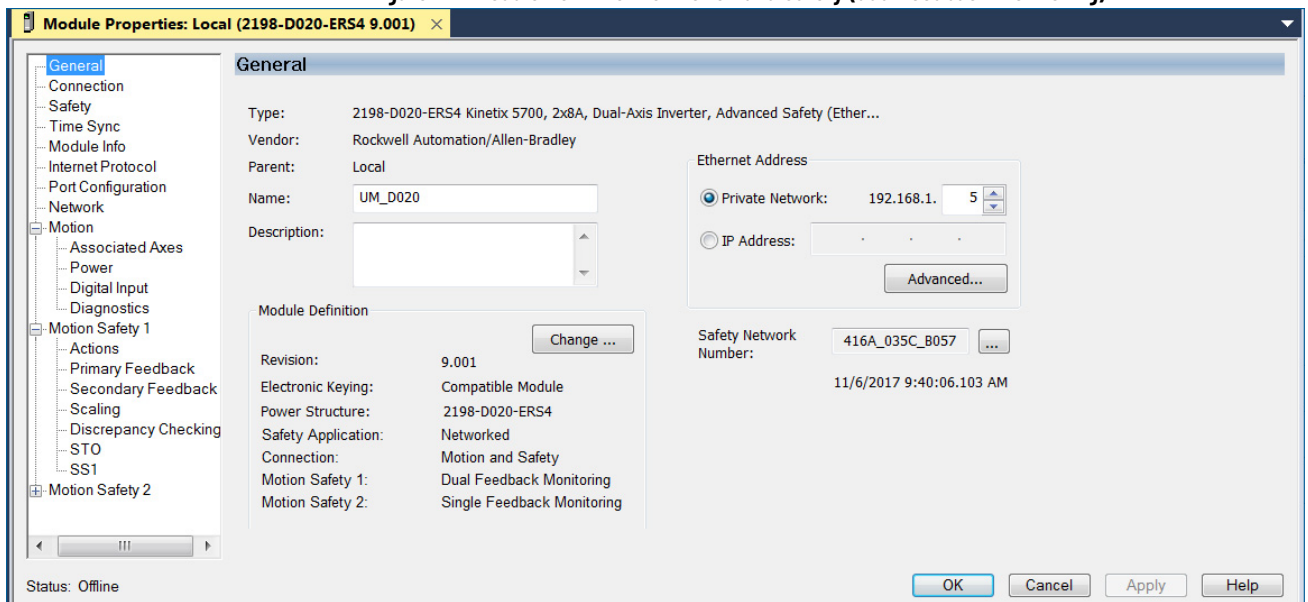 Module Properties: Local (2198-D020-ERS4 9.001) ×
General
Connection
Safety
Time Sync
Module Info
Internet Protocol
Port Configuration
Network
Motion
Associated Axes
Power
Digital Input
Diagnostics
Motion Safety 1
Actions
Primary Feedback
Secondary Feedback
Scaling
Discrepancy Checking
STO
SS1
Motion Safety 2
General
Type: 2198-D020-ERS4 Kinetix 5700, 2x8A, Dual-Axis Inverter, Advanced Safety (Ether...
Vendor: Rockwell Automation/Allen-Bradley
Parent: Local
Name: UM_D020
Description:
Module Definition
Change ...
Revision: 9.001
Electronic Keying: Compatible Module
Power Structure: 2198-D020-ERS4
Safety Application: Networked
Connection: Motion and Safety
Motion Safety 1: Dual Feedback Monitoring
Motion Safety 2: Single Feedback Monitoring
Ethernet Address
Private Network: 192.168.1. 5
IP Address: . . .
Advanced...
Safety Network
Number: 416A_035C_B057 ...
11/6/2017 9:40:06.103 AM
Status: Offline
OK Cancel Apply Help